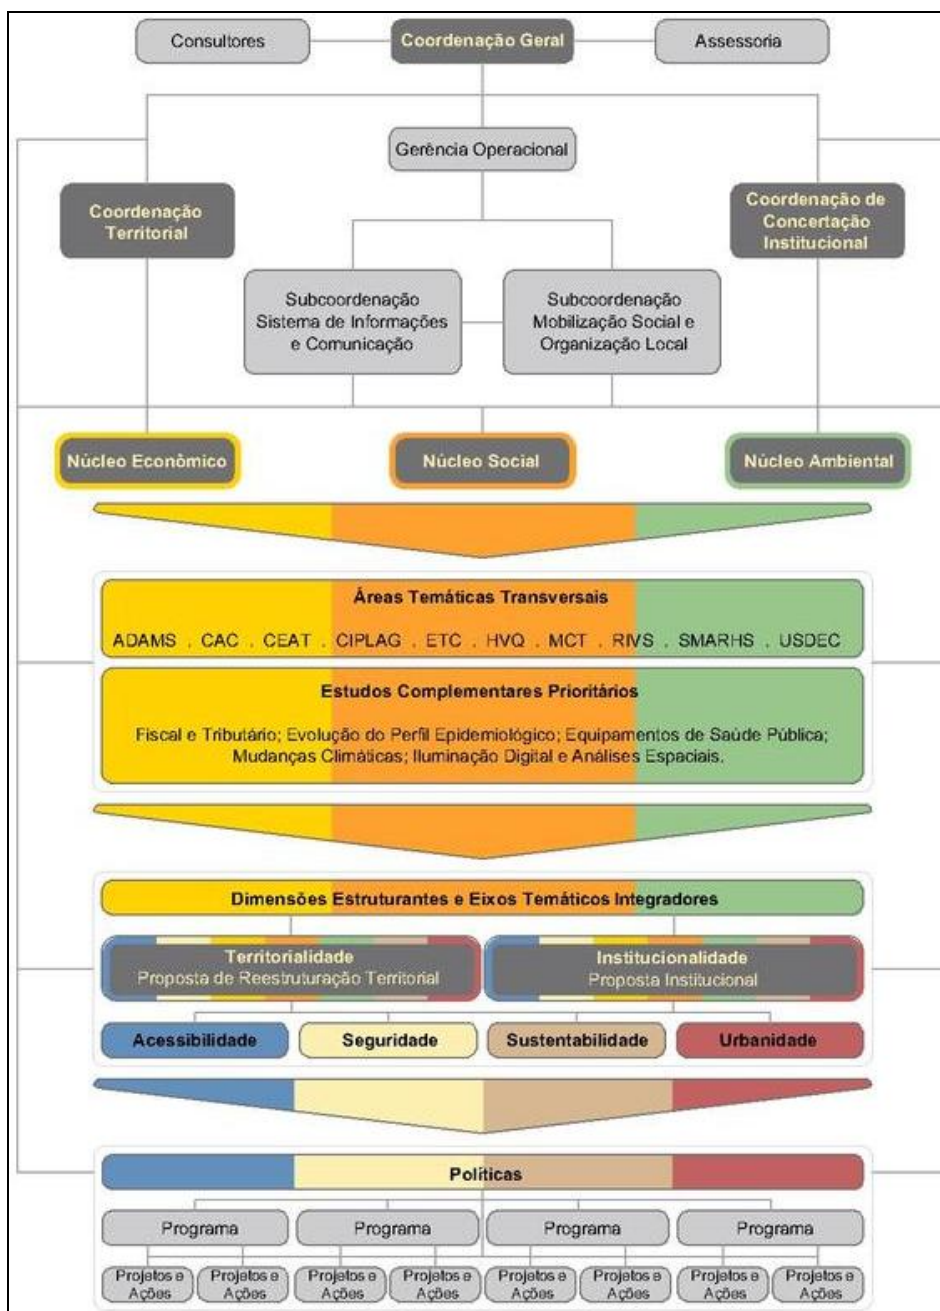 Consultores
Coordenação Geral
Assessoria
Gerência Operacional
Coordenação
Territorial
Coordenação de
Concertação
Institucional
Subcoordenação
Sistema de Informações
e Comunicação
Subcoordenação
Mobilização Social e
Organização Local
Núcleo Econômico
Núcleo Social
Núcleo Ambiental
Áreas Temáticas Transversais
ADAMS . CAC . CEAT . CIPLAG . ETC . HVQ . MCT . RIVS . SMARHS . USDEC
Estudos Complementares Prioritários
Fiscal e Tributário; Evolução do Perfil Epidemiológico; Equipamentos de Saúde Pública;
Mudanças Climáticas; Iluminação Digital e Análises Espaciais.
Dimensões Estruturantes e Eixos Temáticos Integradores
Territorialidade
Proposta de Reestruturação Territorial
Institucionalidade
Proposta Institucional
Acessibilidade
Seguridade
Sustentabilidade
Urbanidade
Políticas
Programa
Programa
Programa
Programa
Projetos e
Ações
Projetos e
Ações
Projetos e
Ações
Projetos e
Ações
Projetos e
Ações
Projetos e
Ações
Projetos e
Ações
Projetos e
Ações